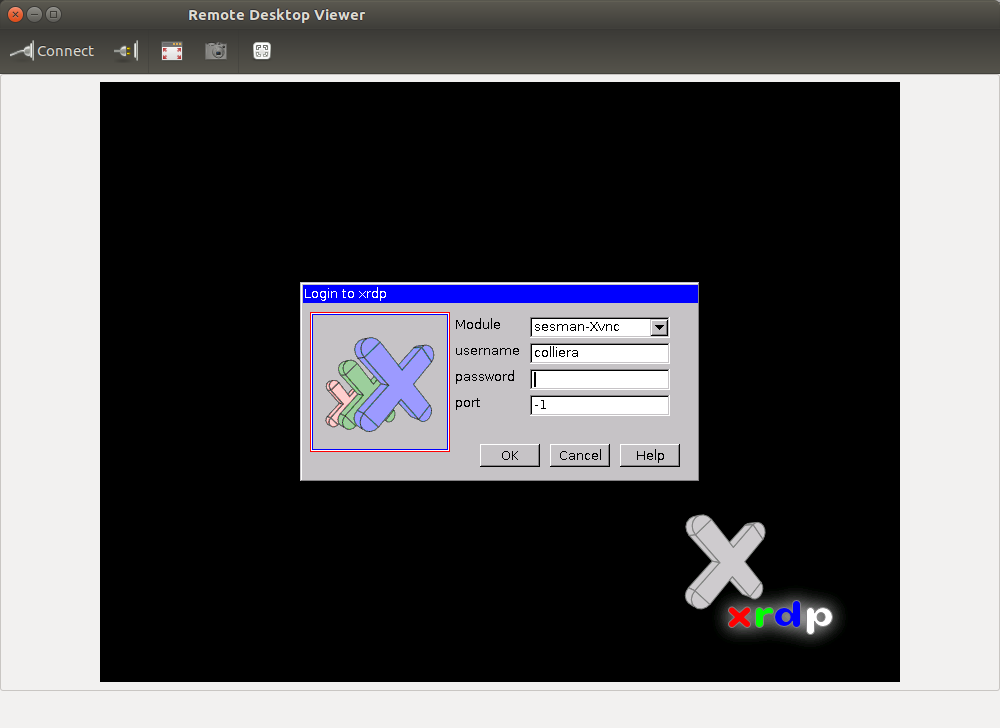 Remote Desktop Viewer
Connect
Login to xrdp
Module sesman-Xvnc
username colliera
password
port -1
OK Cancel Help
xrdp